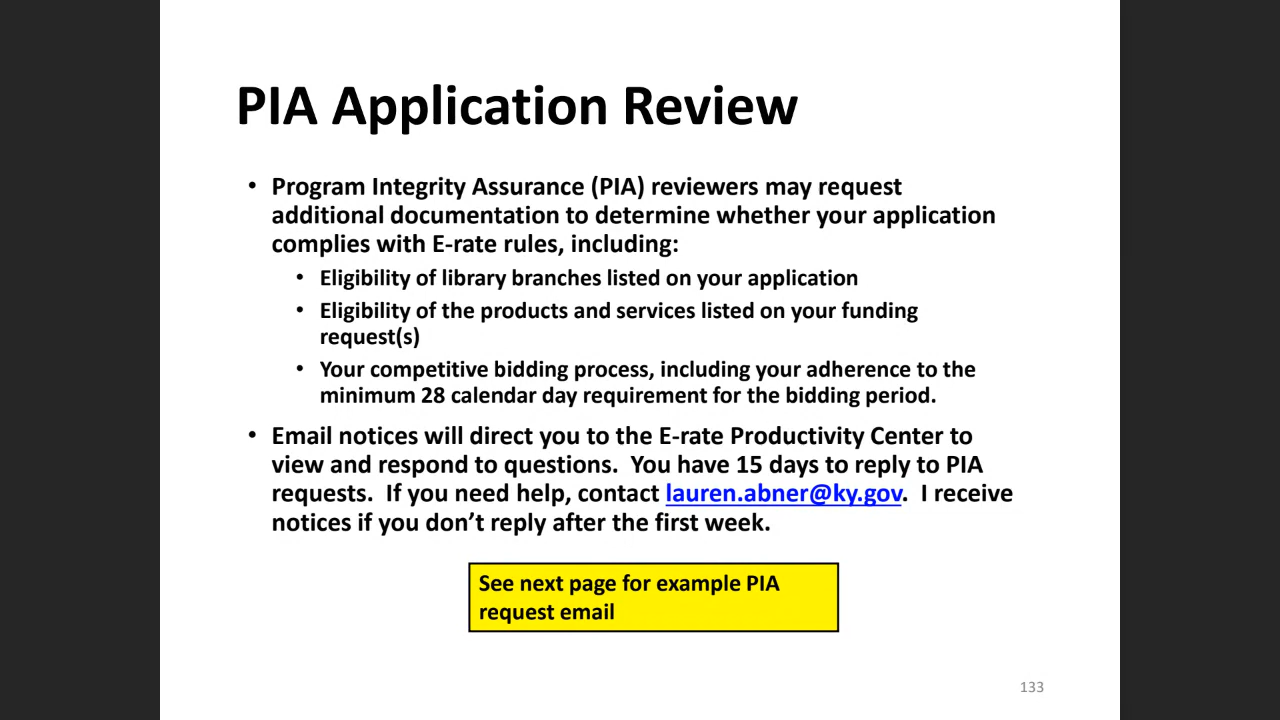 PIA Application Review
• Program Integrity Assurance (PIA) reviewers may request
additional documentation to determine whether your application
complies with E-rate rules, including:
• Eligibility of library branches listed on your application
• Eligibility of the products and services listed on your funding
request(s)
• Your competitive bidding process, including your adherence to the
minimum 28 calendar day requirement for the bidding period.
• Email notices will direct you to the E-rate Productivity Center to
view and respond to questions.  You have 15 days to reply to PIA
requests.  If you need help, contact lauren.abner@ky.gov.  I receive
notices if you don’t reply after the first week.
See next page for example PIA
request email
133